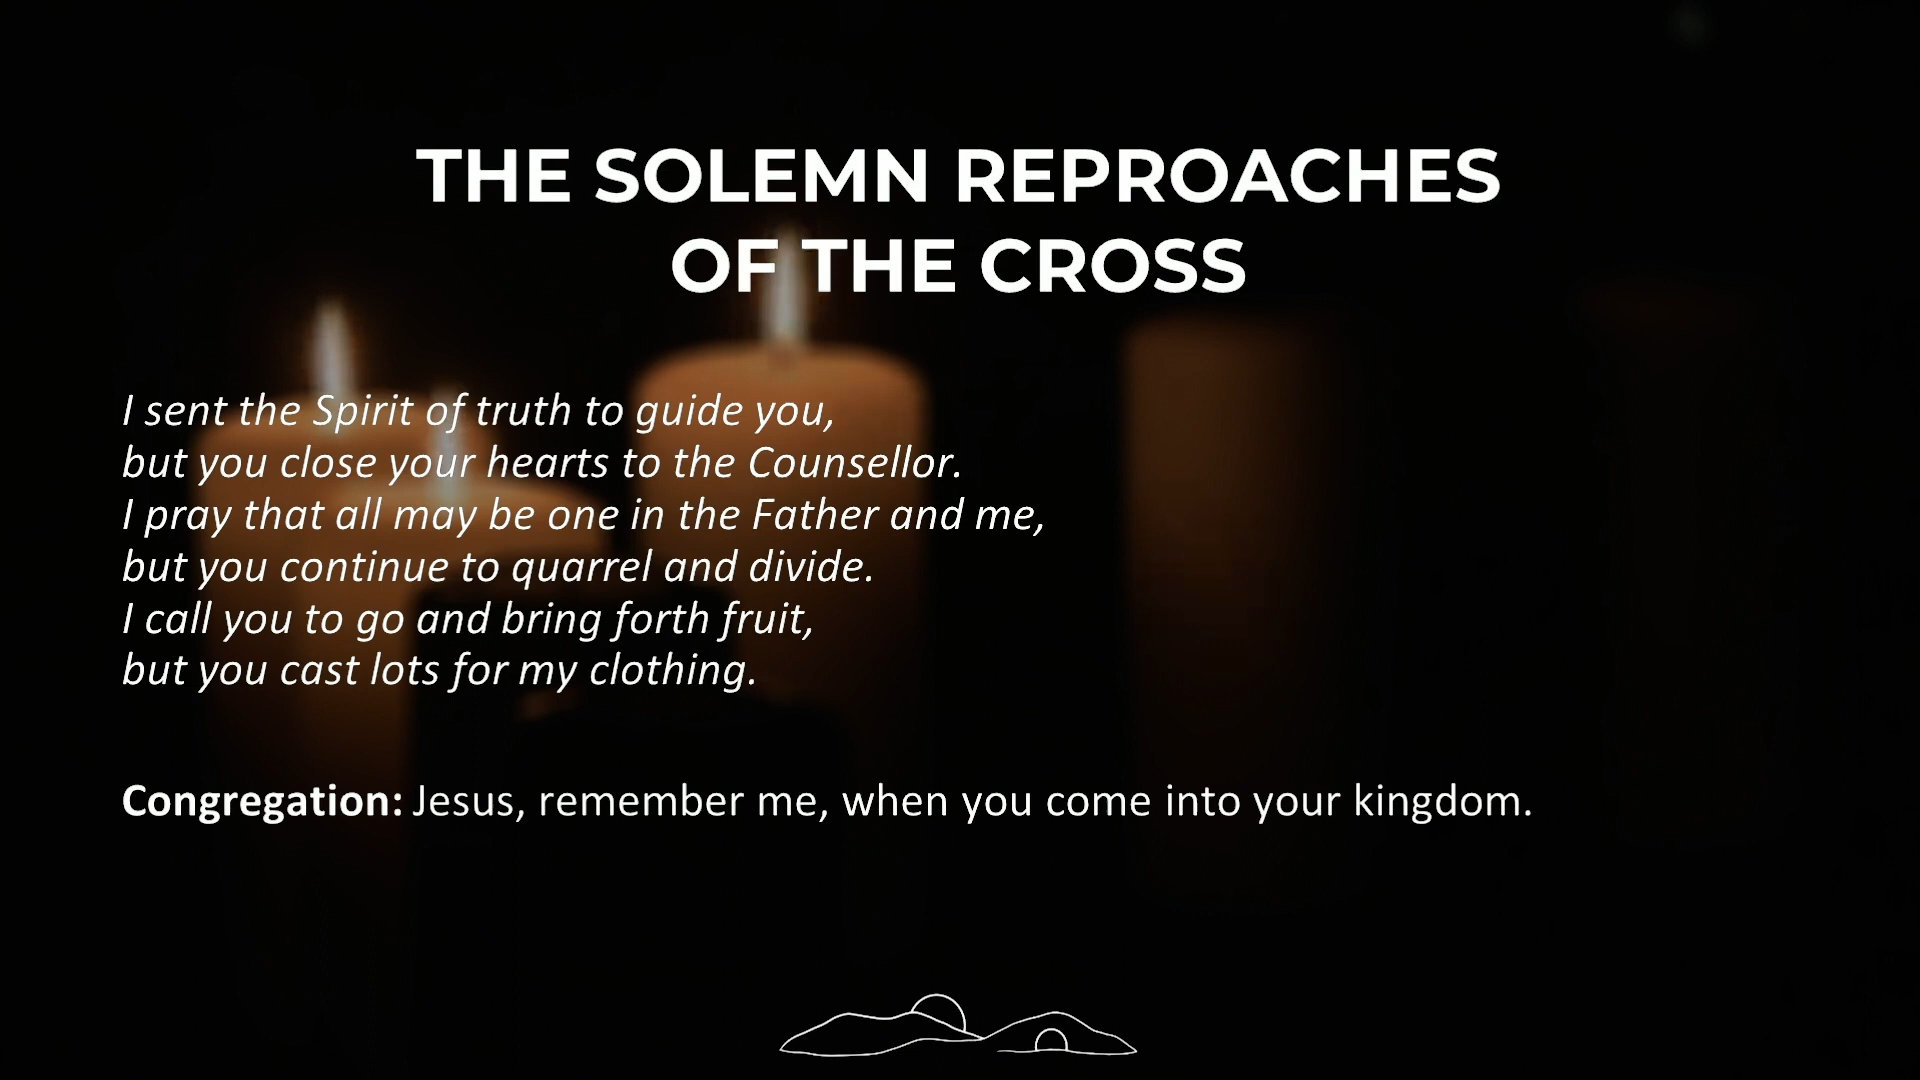 THE SOLEMN REPROACHES
OF THE CROSS
I sent the Spirit of truth to guide you,
but you close your hearts to the Counsellor.
I pray that all may be one in the Father and me,
but you continue to quarrel and divide.
I call you to go and bring forth fruit,
but you cast lots for my clothing.
Congregation: Jesus, remember me, when you come into your kingdom.